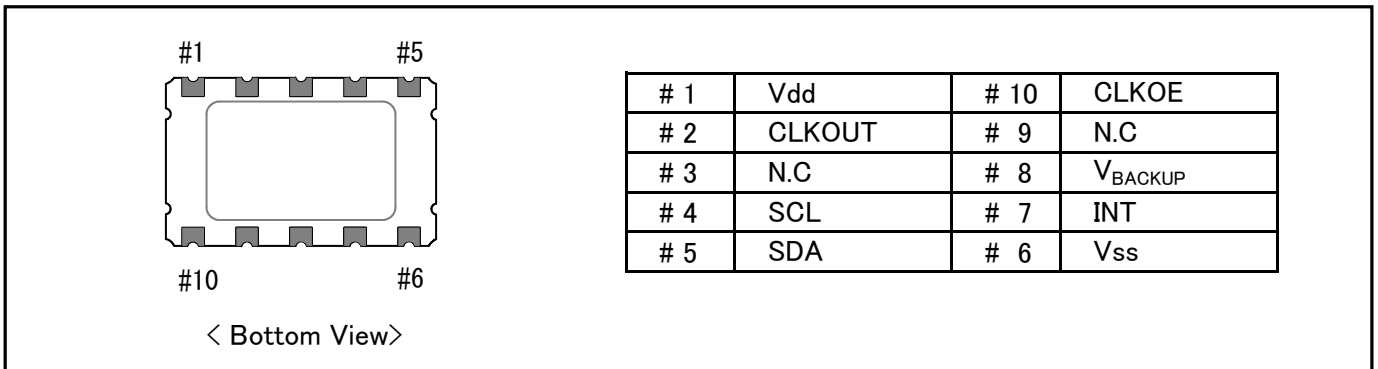 #1 #5
#10 #6
< Bottom View>
# 1 Vdd # 10 CLKOE
# 2 CLKOUT # 9 N.C
# 3 N.C # 8 VBACKUP
# 4 SCL # 7 INT
# 5 SDA # 6 Vss